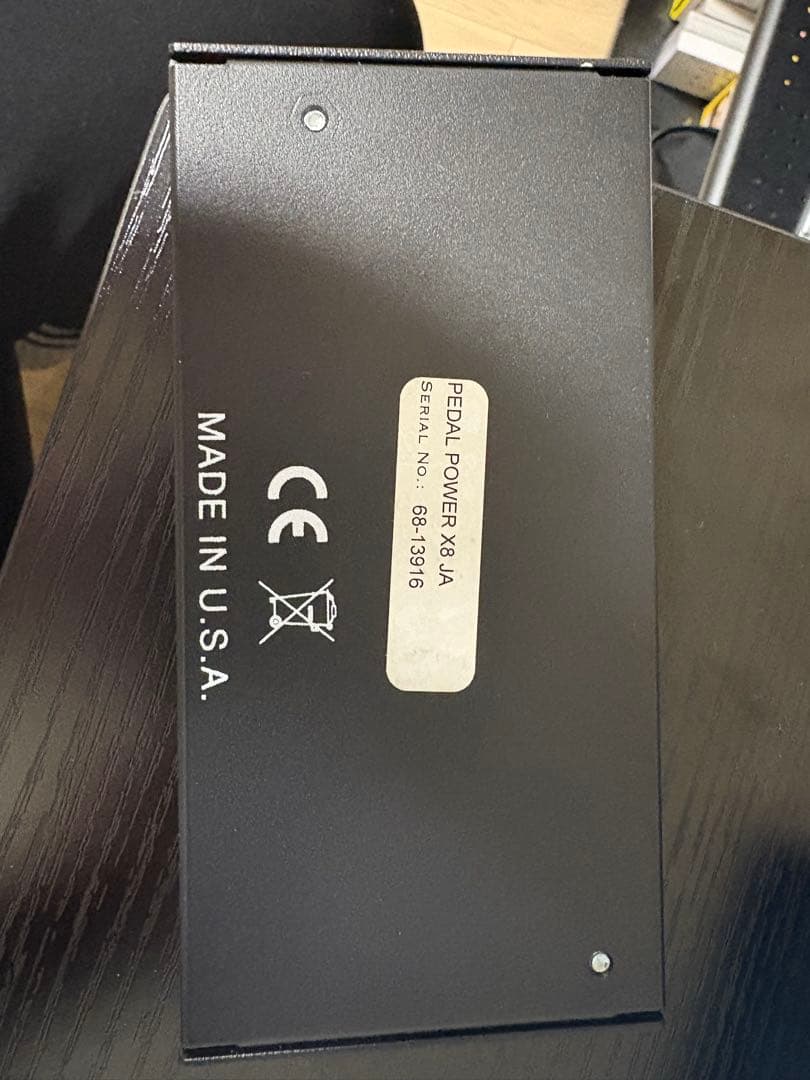 PEDAL POWER X8 JA
SERIAL NO.: 68-13916
CE
MADE IN U.S.A.